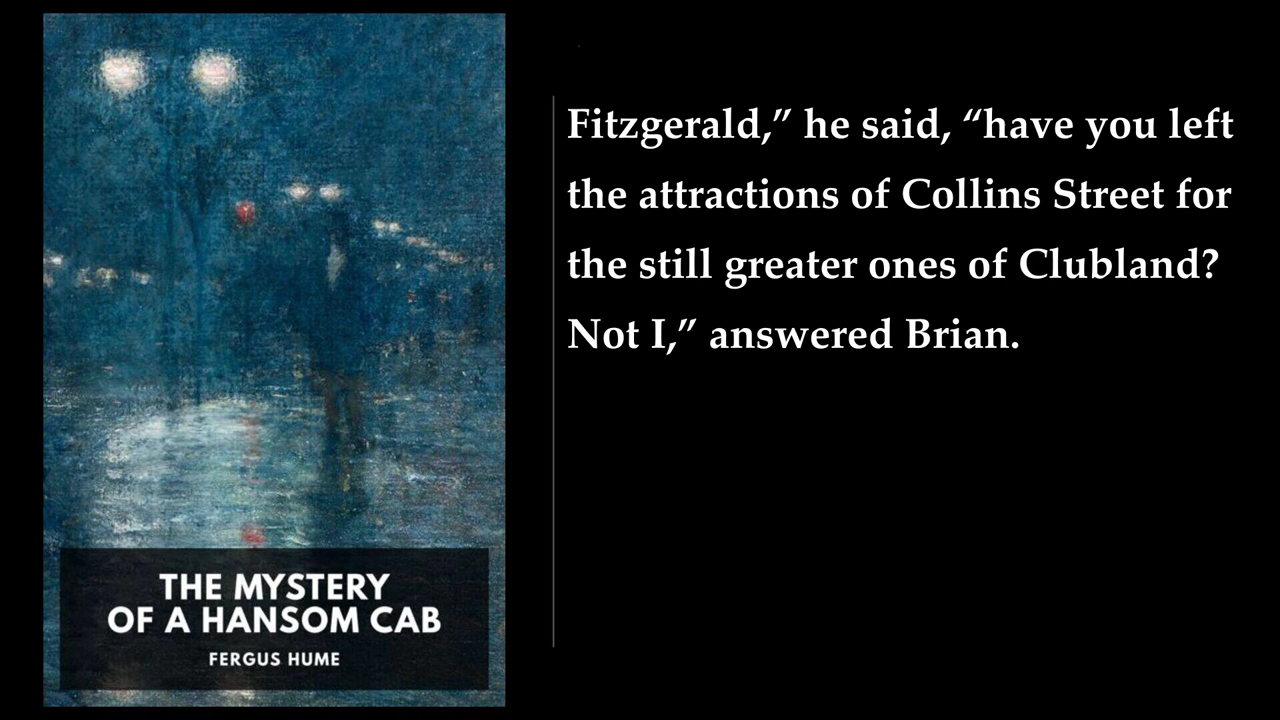 Fitzgerald,” he said, “have you left
the attractions of Collins Street for
the still greater ones of Clubland?
Not I,” answered Brian.
THE MYSTERY
OF A HANSOM CAB
FERGUS HUME